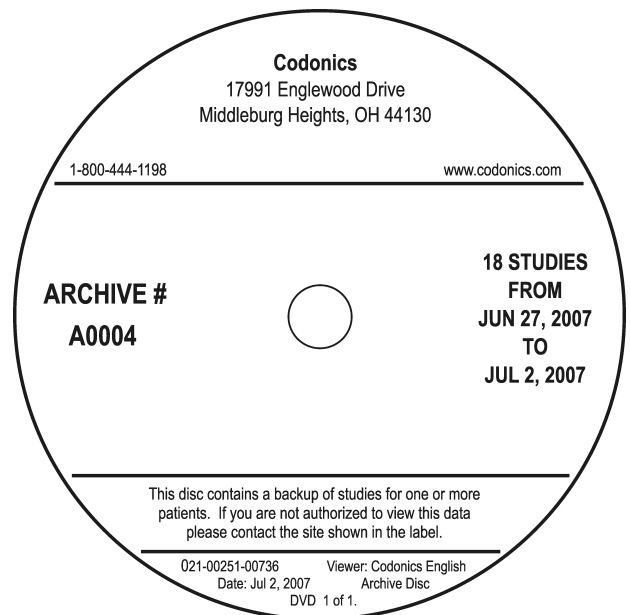 Codonics
17991 Englewood Drive
Middleburg Heights, OH 44130
1-800-444-1198
www.codonics.com
ARCHIVE #
A0004
18 STUDIES
FROM
JUN 27, 2007
TO
JUL 2, 2007
This disc contains a backup of studies for one or more
patients.  If you are not authorized to view this data
please contact the site shown in the label.
021-00251-00736 Viewer: Codonics English
Date: Jul 2, 2007 Archive Disc
DVD 1 of 1.